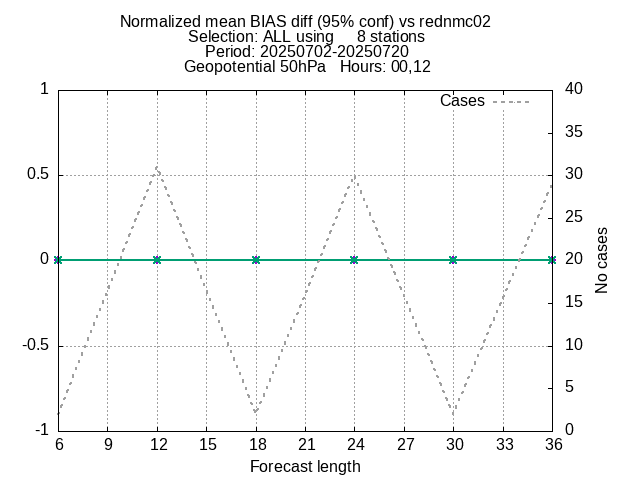 Normalized mean BIAS diff (95% conf) vs rednmc02
Selection: ALL using     8 stations
Period: 20250702-20250720
Geopotential 50hPa   Hours: 00,12
Cases
1
0.5
0
-0.5
-1
40
35
30
25
20
15
10
5
0
No cases
6 9 12 15 18 21 24 27 30 33 36
Forecast length